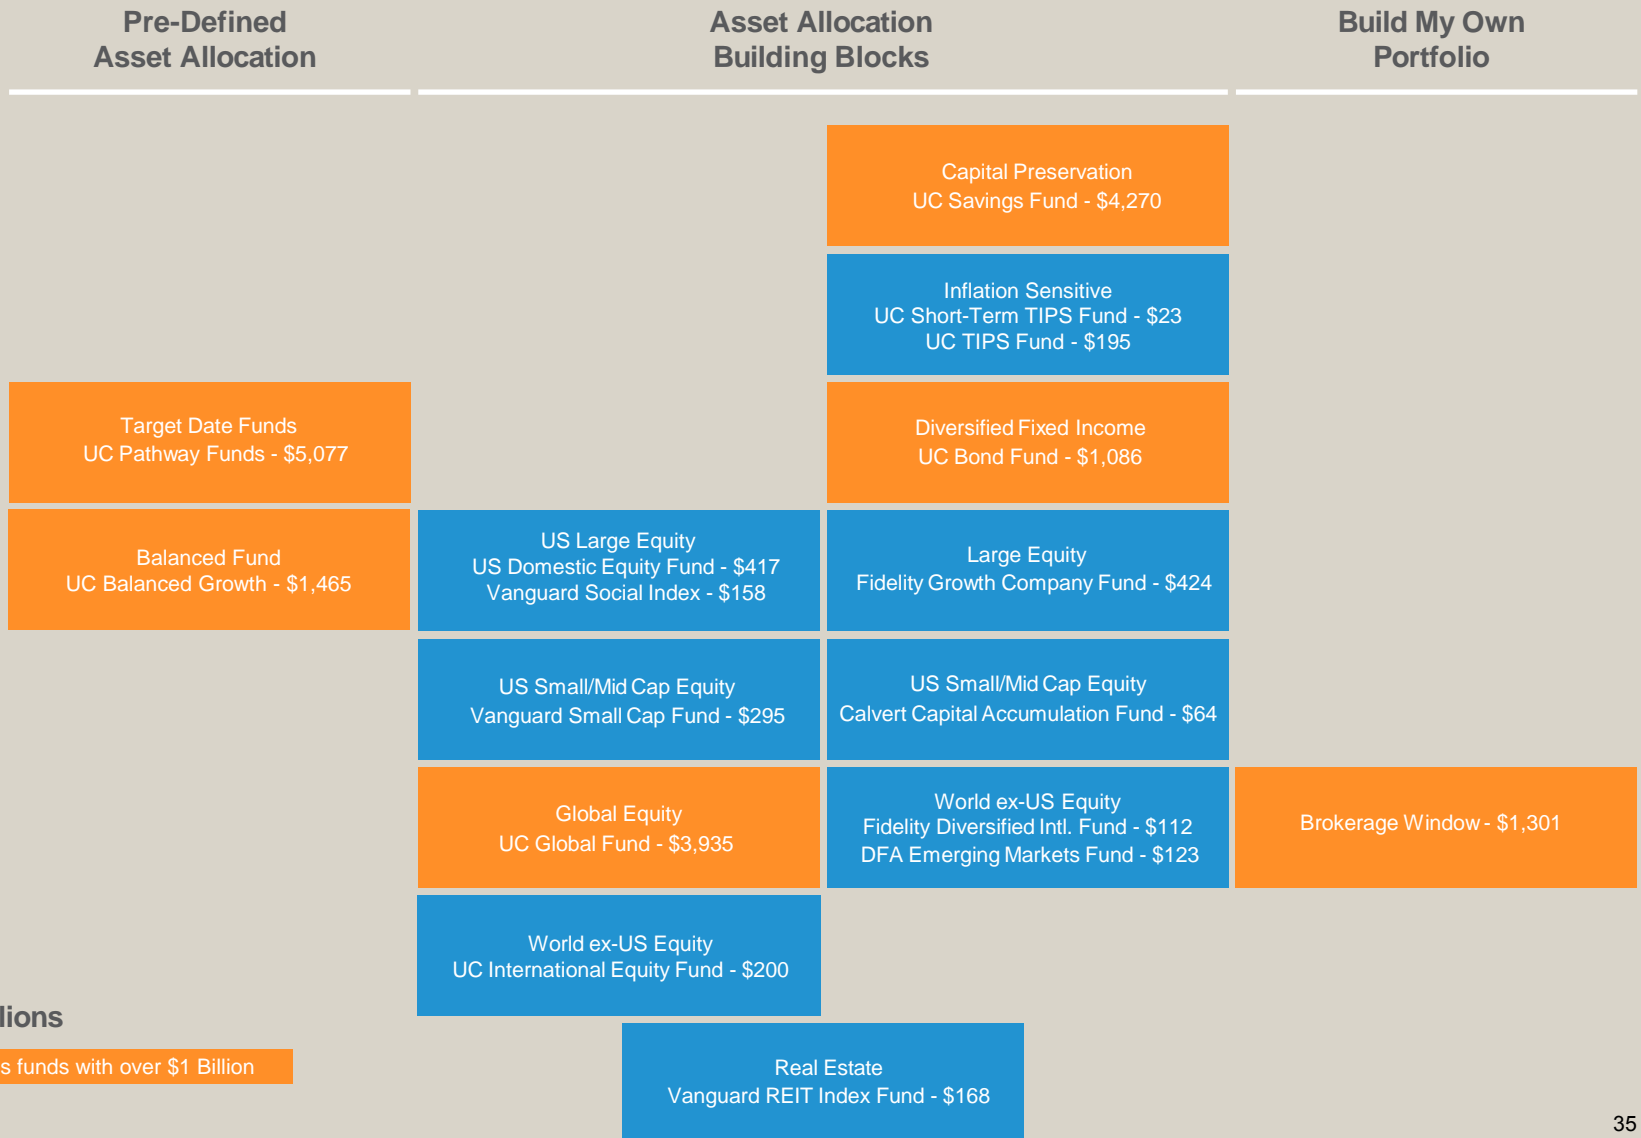 Pre-Defined
Asset Allocation
Asset Allocation
Building Blocks
Build My Own
Portfolio
Capital Preservation
UC Savings Fund - $4,270
Inflation Sensitive
UC Short-Term TIPS Fund - $23
UC TIPS Fund - $195
Target Date Funds
UC Pathway Funds - $5,077
Diversified Fixed Income
UC Bond Fund - $1,086
Balanced Fund
UC Balanced Growth - $1,465
US Large Equity
US Domestic Equity Fund - $417
Vanguard Social Index - $158
Large Equity
Fidelity Growth Company Fund - $424
US Small/Mid Cap Equity
Vanguard Small Cap Fund - $295
US Small/Mid Cap Equity
Calvert Capital Accumulation Fund - $64
Global Equity
UC Global Fund - $3,935
World ex-US Equity
Fidelity Diversified Intl. Fund - $112
DFA Emerging Markets Fund - $123
Brokerage Window - $1,301
World ex-US Equity
UC International Equity Fund - $200
lions
s funds with over $1 Billion
Real Estate
Vanguard REIT Index Fund - $168
35